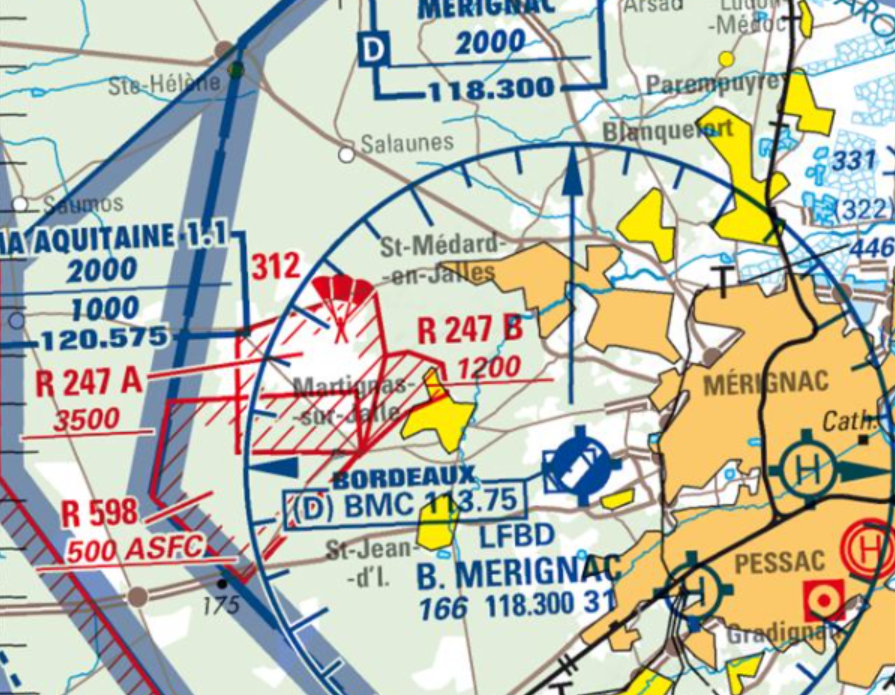 MERIGNAC
2000
D
118.300
Arsac
Ludon
-Médoc
Parempuyre
Blanquefort
Ste-Hélène
Salaunes
Saumos
331
(322)
446
AQUITAINE 1.1
2000
1000
120.575
312
St-Médard-
-en-Jalles
T
R 247 B
1200
R 247 A
3500
Martignas-
-sur-Jalle
MÉRIGNAC
Cath.
H
BORDEAUX
(D) BMC 113.75
R 598
500 ASFC
LFBD
B. MERIGNAC
166 118.300 31
St-Jean-
-d'I.
175
H
H
PESSAC
Gradignan